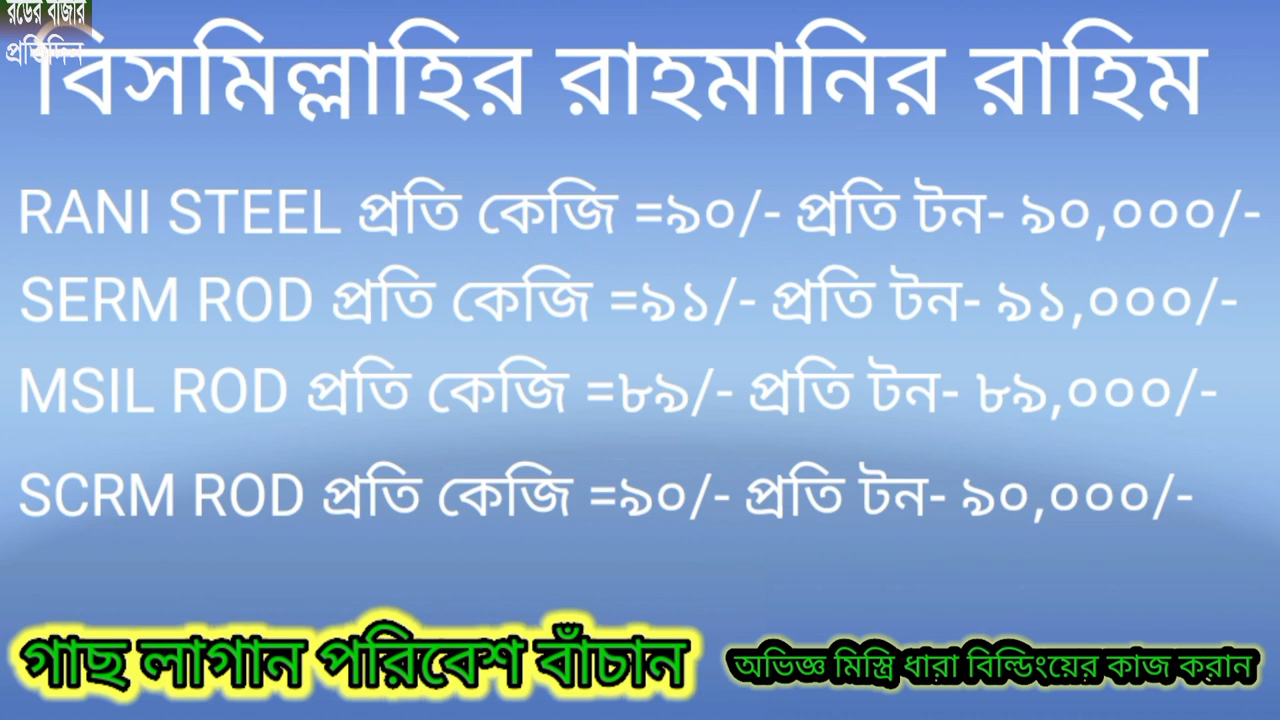 রডের বাজার
প্রতিদিন
বিসমিল্লাহির রাহমানির রাহিম
RANI STEEL প্রতি কেজি =৯০/- প্রতি টন- ৯০,০০০/-
SERM ROD প্রতি কেজি =৯১/- প্রতি টন- ৯১,০০০/-
MSIL ROD প্রতি কেজি =৮৯/- প্রতি টন- ৮৯,০০০/-
SCRM ROD প্রতি কেজি =৯০/- প্রতি টন- ৯০,০০০/-
গাছ লাগান পরিবেশ বাঁচান
অভিজ্ঞ মিস্ত্রি ধারা বিল্ডিংয়ের কাজ করান